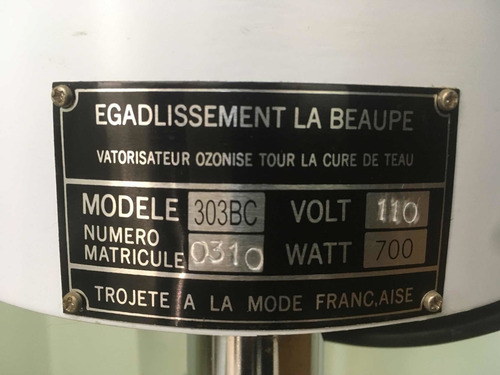 EGADLISSEMENT LA BEAUPE
VATORISATEUR OZONISE TOUR LA CURE DE TEAU
MODELE 303BC VOLT 110
NUMERO MATRICULE 0310 WATT 700
TROJETE A LA MODE FRANC,AISE